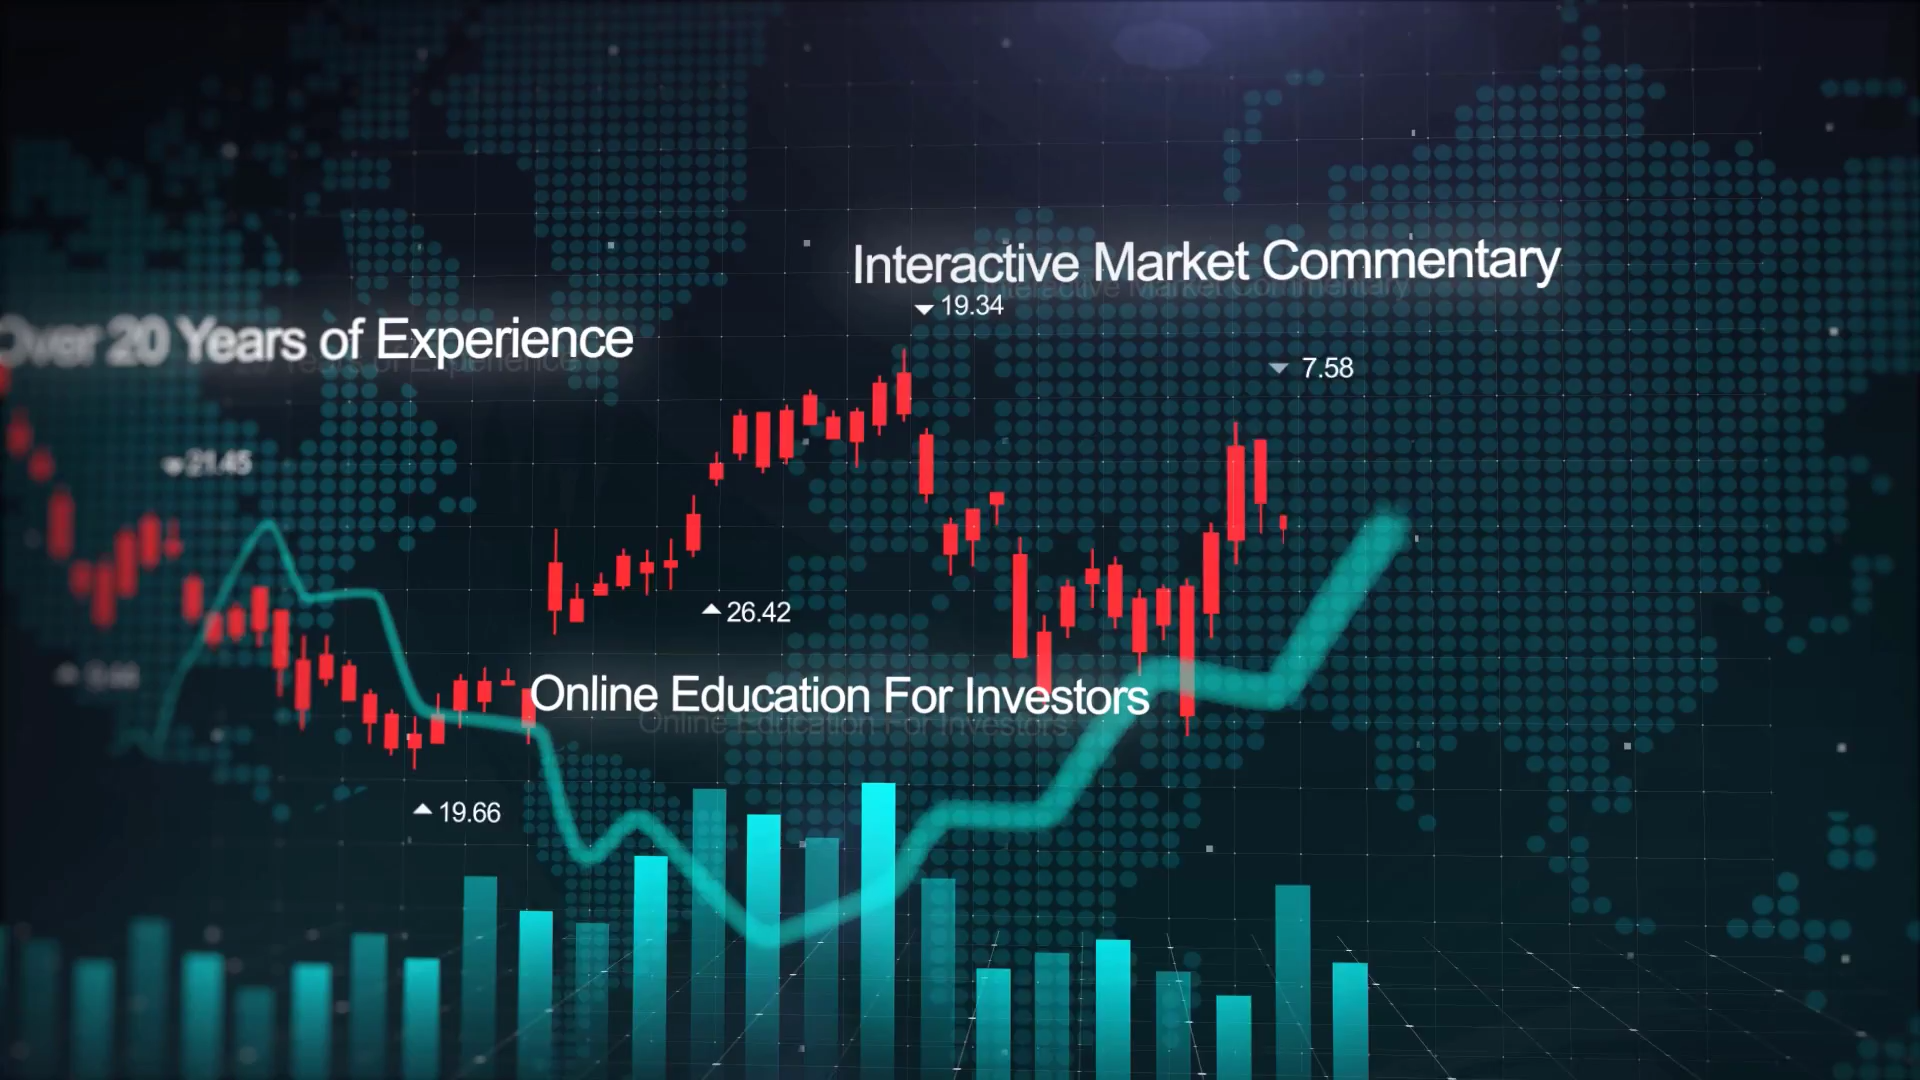 Interactive Market Commentary
19.34
Over 20 Years of Experience
7.58
21.45
26.42
Online Education For Investors
19.66